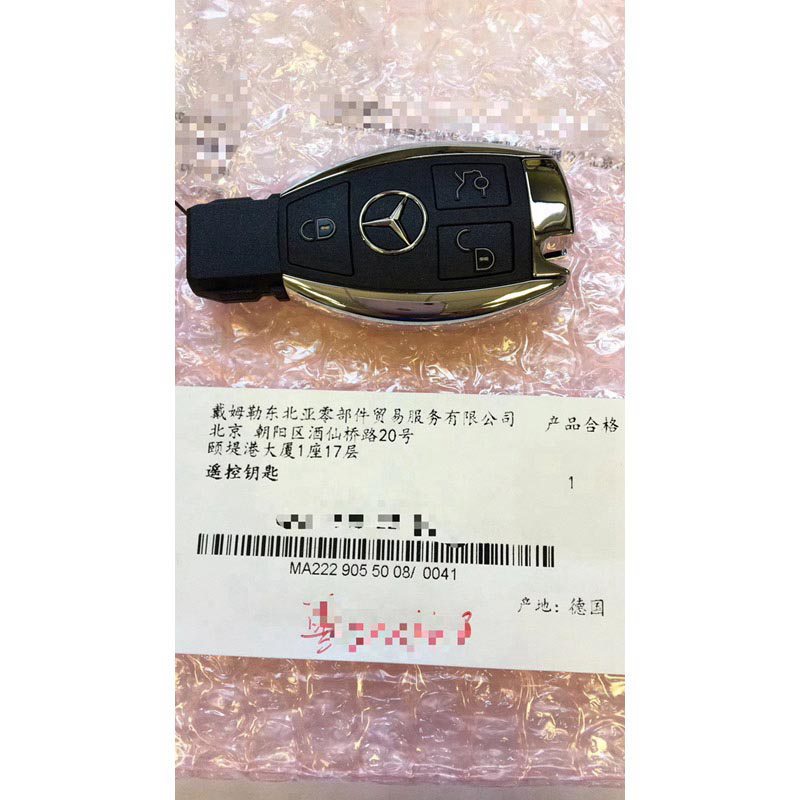 戴姆勒东北亚零部件贸易服务有限公司
产品合格
北京 朝阳区酒仙桥路20号
颐堤港大厦1座17层
遥控钥匙
1
MA222 905 50 08/ 0041
产地: 德国
粤